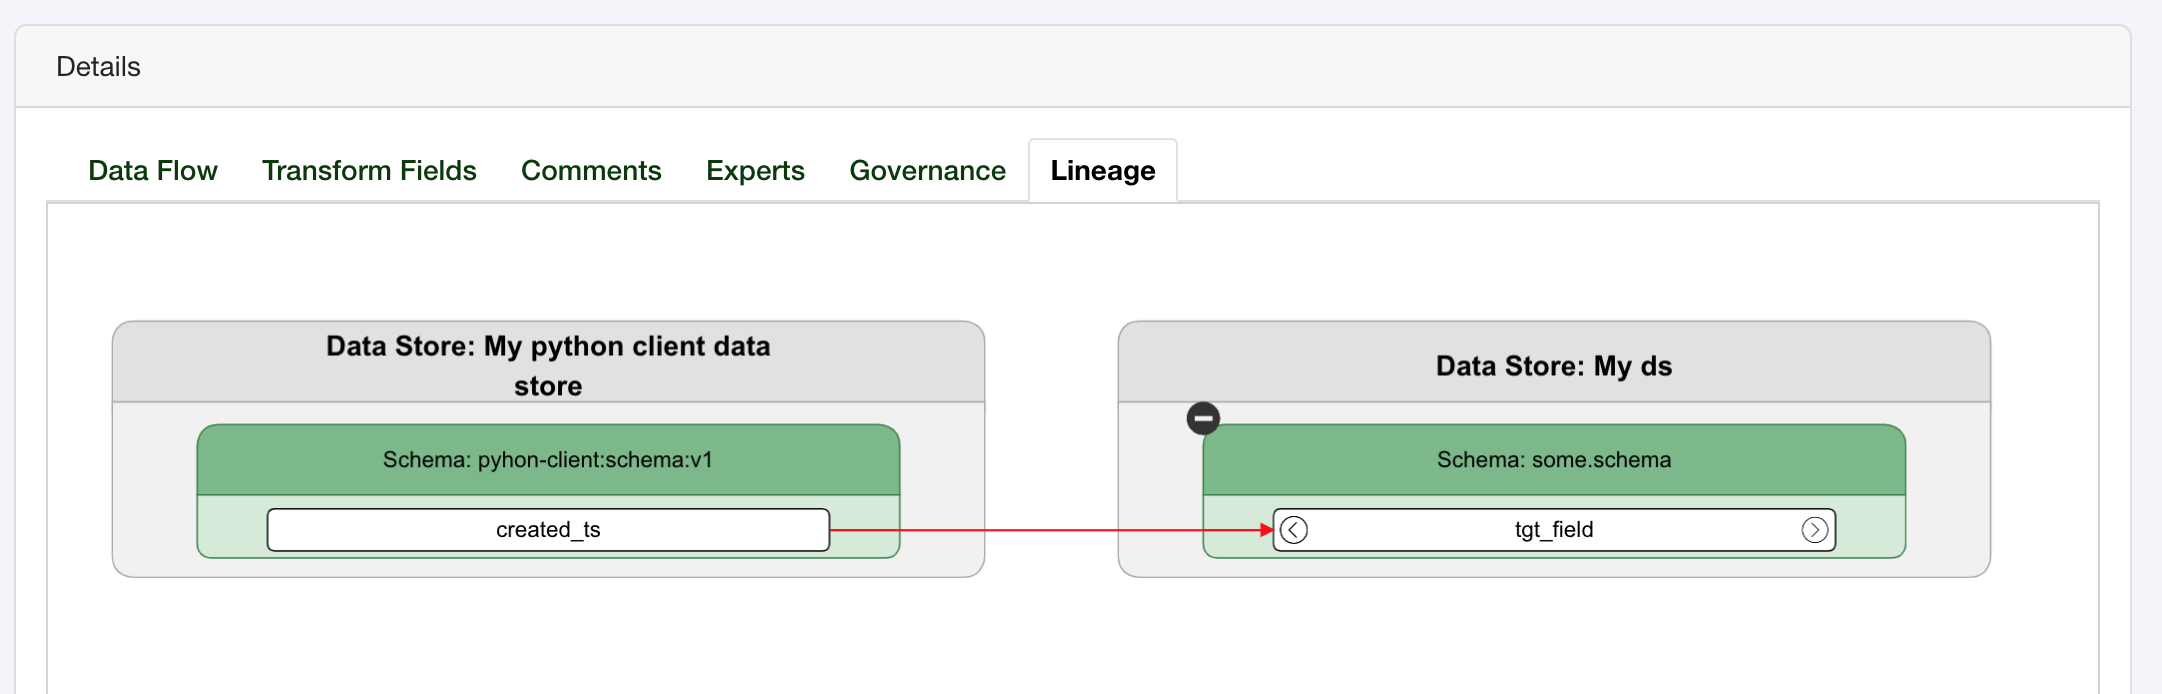 Details
Data Flow Transform Fields Comments Experts Governance Lineage
Data Store: My python client data
store
Schema: pyhon-client:schema:v1
created_ts
Data Store: My ds
Schema: some.schema
tgt_field